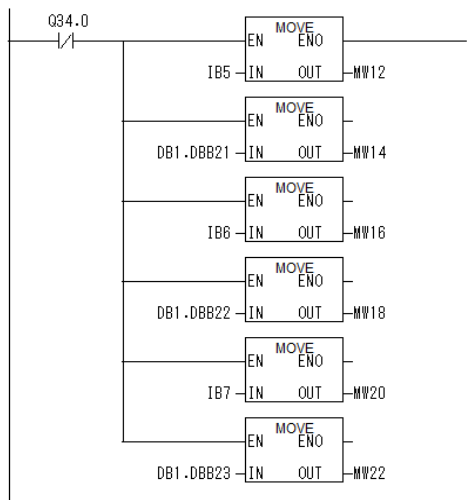 Q34.0
MOVE
EN ENO
IB5 IN OUT MW12
MOVE
EN ENO
DB1.DBB21 IN OUT MW14
MOVE
EN ENO
IB6 IN OUT MW16
MOVE
EN ENO
DB1.DBB22 IN OUT MW18
MOVE
EN ENO
IB7 IN OUT MW20
MOVE
EN ENO
DB1.DBB23 IN OUT MW22